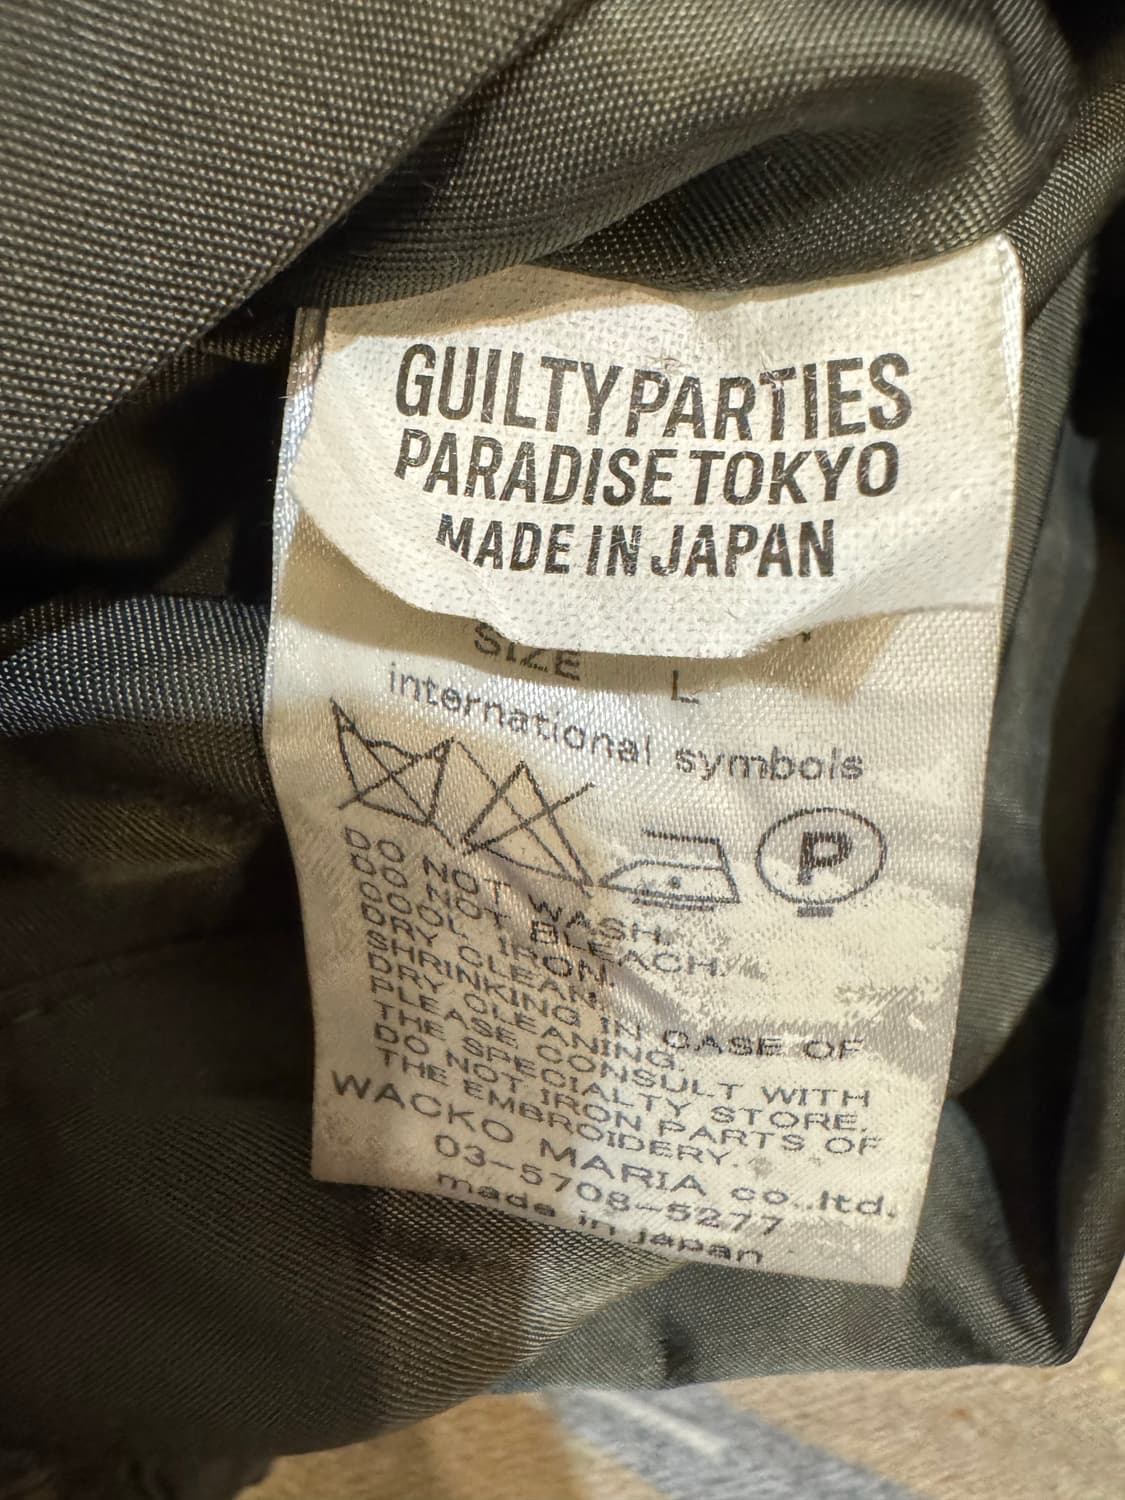 GUILTY PARTIES
PARADISE TOKYO
MADE IN JAPAN
SIZE L
international symbols
P
DO NOT WASH.
DO NOT BLEACH.
COOL IRON.
DRY CLEAN.
SHRINKING IN CASE OF
DRY CLEANING.
PLEASE CONSULT WITH
THE SPECIALTY STORE.
DO NOT IRON PARTS OF
THE EMBROIDERY.
WACKO MARIA co.,ltd.
03-5708-5277
made in japan